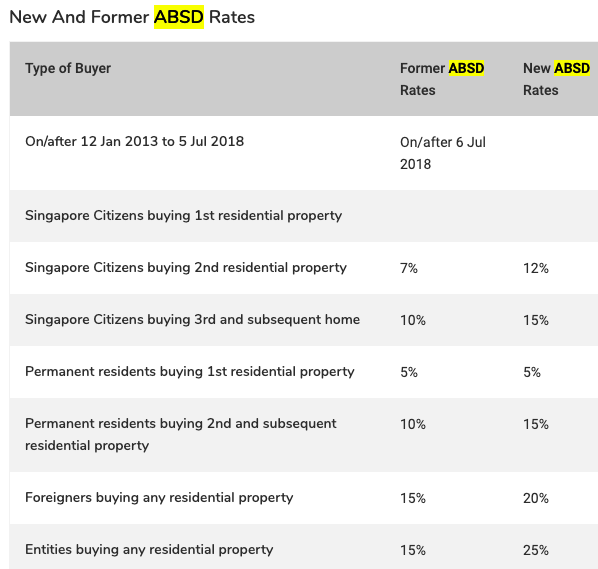 New And Former ABSD Rates
Type of Buyer Former ABSD New ABSD
Rates Rates
On/after 12 Jan 2013 to 5 Jul 2018 On/after 6 Jul
2018
Singapore Citizens buying 1st residential property
Singapore Citizens buying 2nd residential property 7% 12%
Singapore Citizens buying 3rd and subsequent home 10% 15%
Permanent residents buying 1st residential property 5% 5%
Permanent residents buying 2nd and subsequent 10% 15%
residential property
Foreigners buying any residential property 15% 20%
Entities buying any residential property 15% 25%